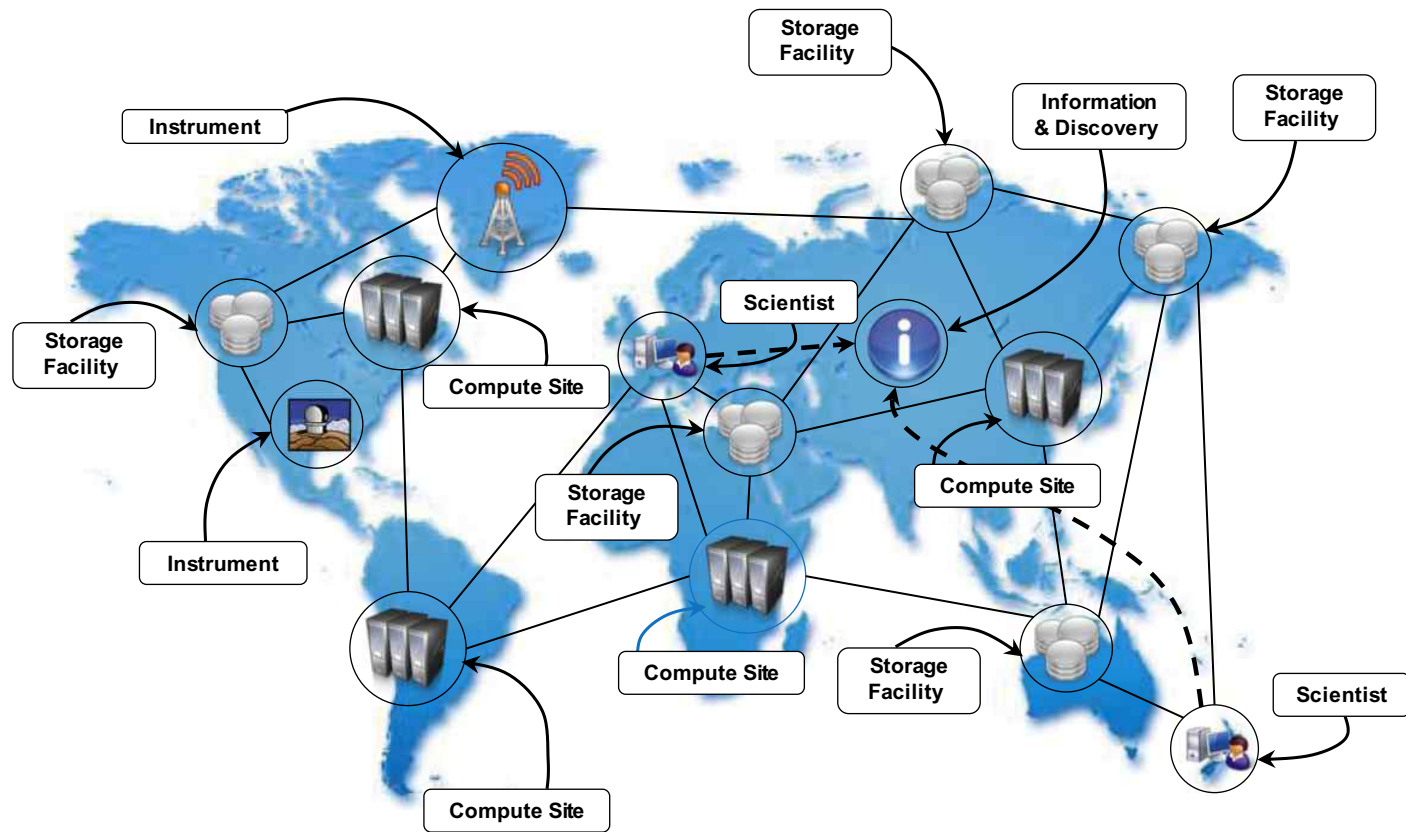 Storage
Facility
Information
& Discovery
Storage
Facility
Instrument
Scientist
Storage
Facility
Compute Site
Storage
Facility
Compute Site
Instrument
Compute Site
Storage
Facility
Scientist
Compute Site